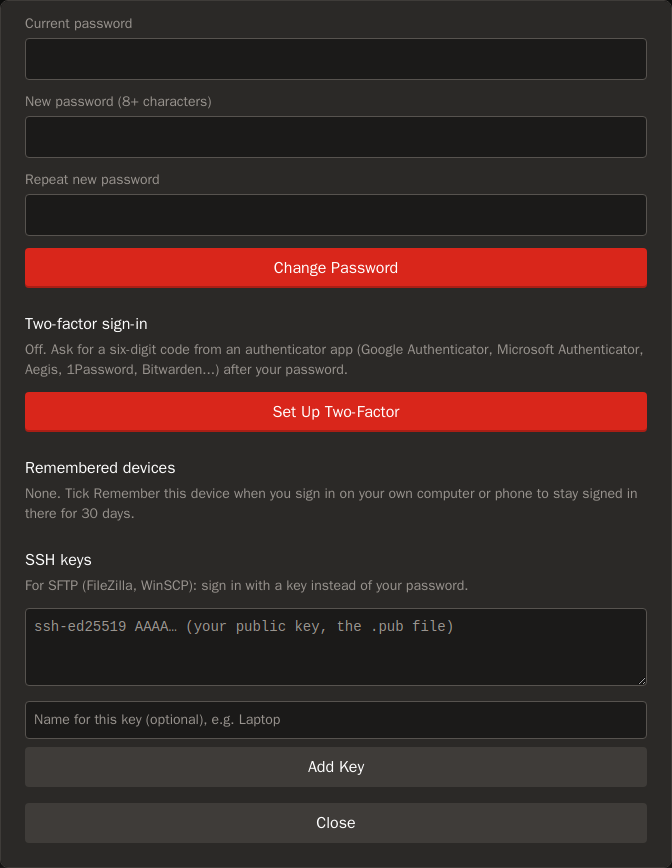 Current password
New password (8+ characters)
Repeat new password
Change Password
Two-factor sign-in
Off. Ask for a six-digit code from an authenticator app (Google Authenticator, Microsoft Authenticator,
Aegis, 1Password, Bitwarden...) after your password.
Set Up Two-Factor
Remembered devices
None. Tick Remember this device when you sign in on your own computer or phone to stay signed in
there for 30 days.
SSH keys
For SFTP (FileZilla, WinSCP): sign in with a key instead of your password.
ssh-ed25519 AAAA… (your public key, the .pub file)
Name for this key (optional), e.g. Laptop
Add Key
Close